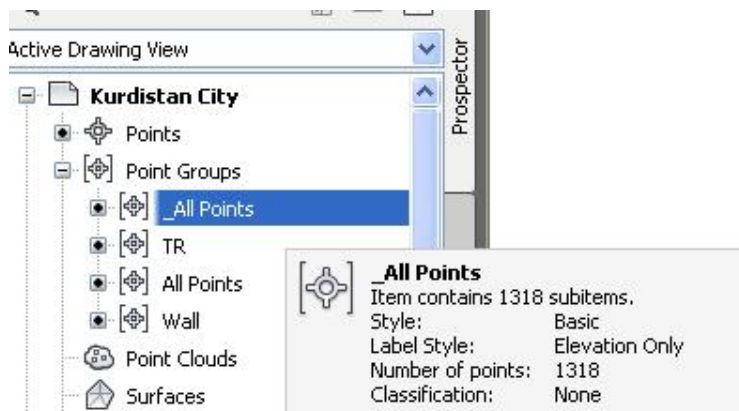 Active Drawing View
Prospector
Kurdistan City
Points
Point Groups
_All Points
TR
All Points
Wall
Point Clouds
Surfaces
_All Points
Item contains 1318 subitems.
Style: Basic
Label Style: Elevation Only
Number of points: 1318
Classification: None